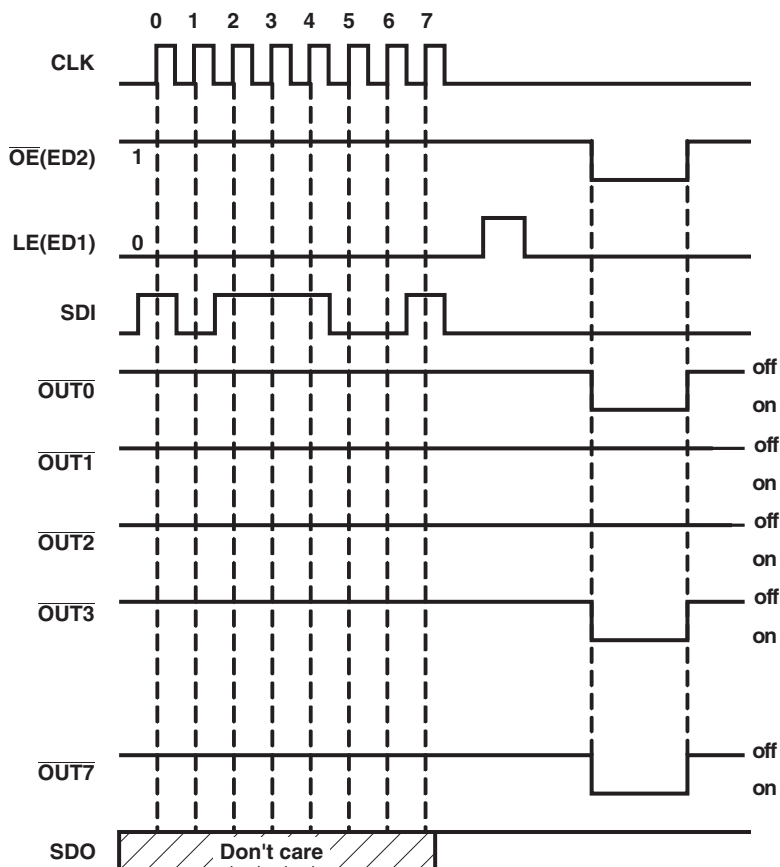 0 1 2 3 4 5 6 7
CLK
OE(ED2)
1
LE(ED1)
0
SDI
OUT0
off
on
OUT1
off
on
OUT2
off
on
OUT3
off
on
OUT7
off
on
SDO
Don't care